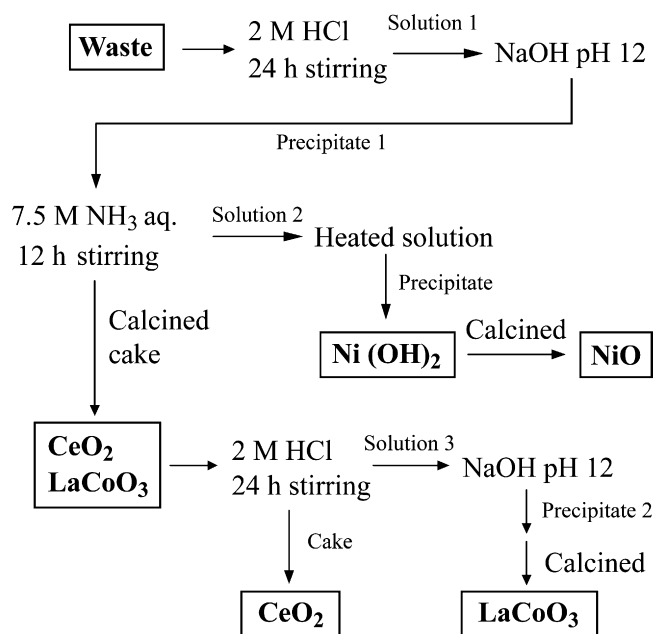 Waste
2 M HCl
24 h stirring
Solution 1
NaOH pH 12
Precipitate 1
7.5 M NH₃ aq.
12 h stirring
Solution 2
Heated solution
Precipitate
Ni (OH)₂
Calcined
NiO
Calcined
cake
CeO₂
LaCoO₃
2 M HCl
24 h stirring
Solution 3
NaOH pH 12
Precipitate 2
Calcined
LaCoO₃
Cake
CeO₂